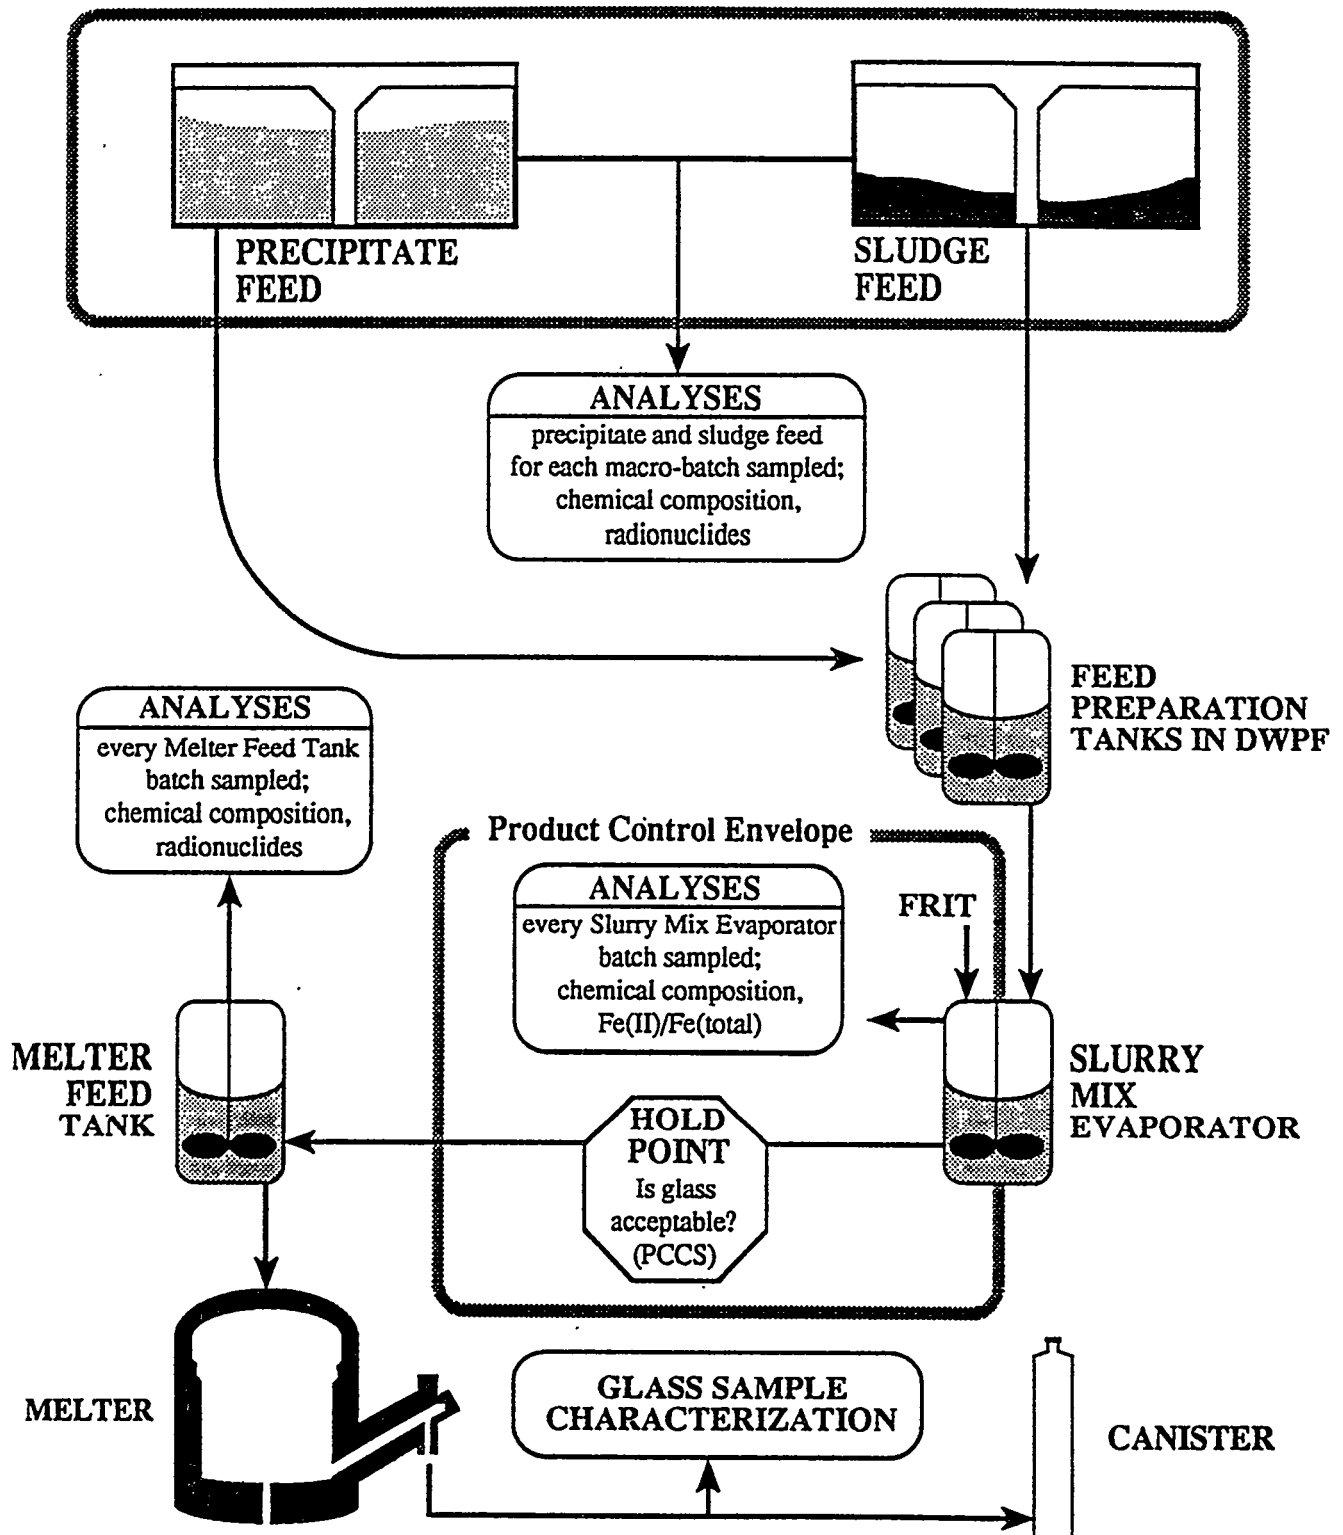 PRECIPITATE
FEED
SLUDGE
FEED
ANALYSES
precipitate and sludge feed
for each macro-batch sampled;
chemical composition,
radionuclides
FEED
PREPARATION
TANKS IN DWPF
ANALYSES
every Melter Feed Tank
batch sampled;
chemical composition,
radionuclides
Product Control Envelope
ANALYSES
every Slurry Mix Evaporator
batch sampled;
chemical composition,
Fe(II)/Fe(total)
FRIT
MELTER
FEED
TANK
HOLD
POINT
Is glass
acceptable?
(PCCS)
SLURRY
MIX
EVAPORATOR
MELTER
GLASS SAMPLE
CHARACTERIZATION
CANISTER